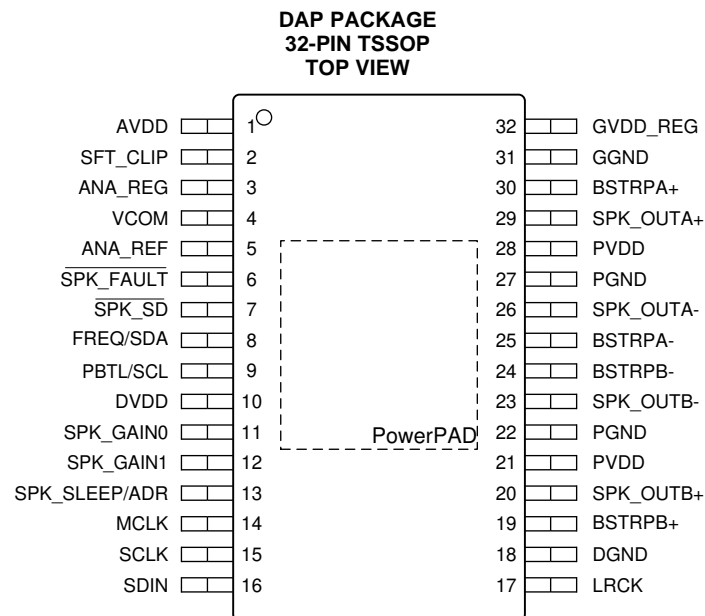 DAP PACKAGE
32-PIN TSSOP
TOP VIEW
AVDD 1 32 GVDD_REG
SFT_CLIP 2 31 GGND
ANA_REG 3 30 BSTRPA+
VCOM 4 29 SPK_OUTA+
ANA_REF 5 28 PVDD
SPK_FAULT 6 27 PGND
SPK_SD 7 26 SPK_OUTA-
FREQ/SDA 8 25 BSTRPA-
PBTL/SCL 9 24 BSTRPB-
DVDD 10 23 SPK_OUTB-
SPK_GAIN0 11 PowerPAD 22 PGND
SPK_GAIN1 12 21 PVDD
SPK_SLEEP/ADR 13 20 SPK_OUTB+
MCLK 14 19 BSTRPB+
SCLK 15 18 DGND
SDIN 16 17 LRCK